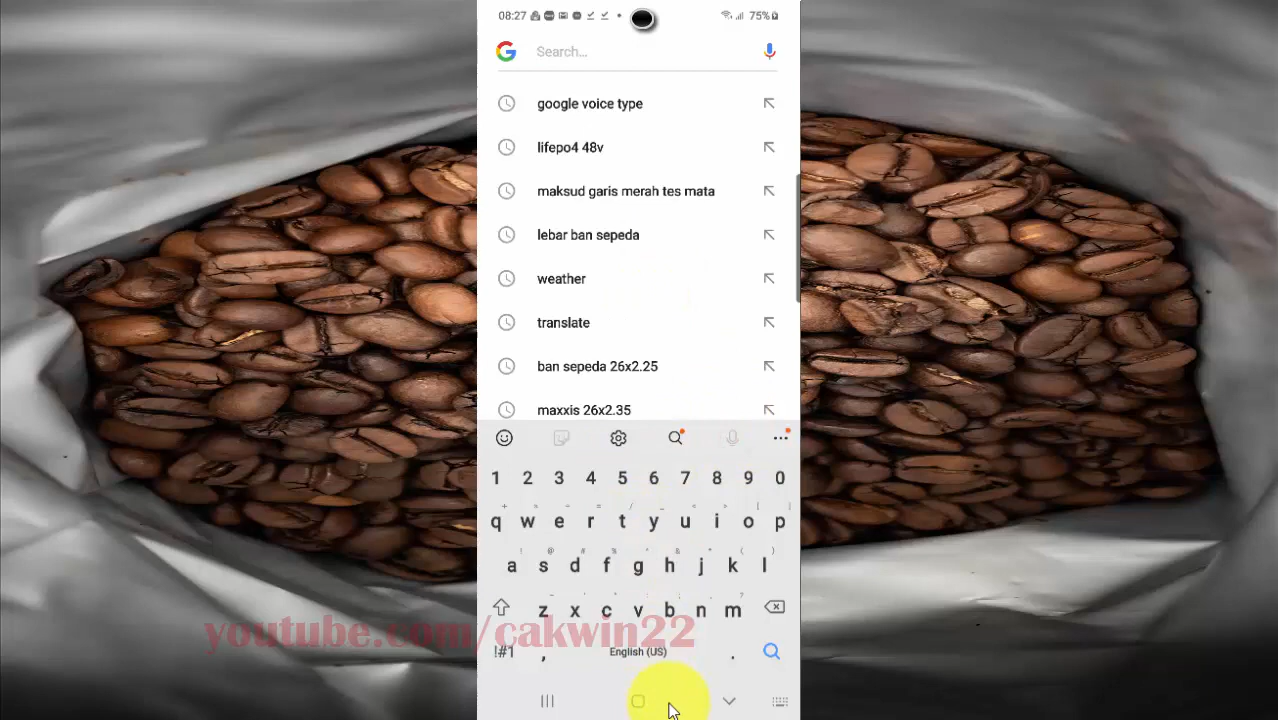 08:27 75%
Search...
google voice type
lifepo4 48v
maksud garis merah tes mata
lebar ban sepeda
weather
translate
ban sepeda 26x2.25
maxxis 26x2.35
1 2 3 4 5 6 7 8 9 0
q w e r t y u i o p
a s d f g h j k l
z x c v b n m
youtube.com/cakwin22
!#1 , English (US) .